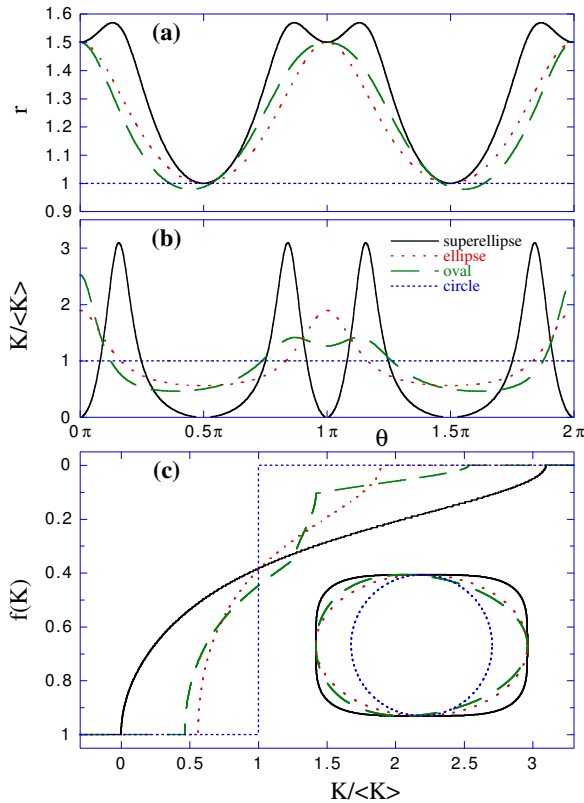 1.6
(a)
1.5
1.4
1.3
r
1.2
1.1
1
0.9
(b)
3
superellipse
ellipse
2
oval
circle
K/<K>
1
0
0π 0.5π 1π θ 1.5π 2π
(c)
0
0.2
0.4
f(K)
0.6
0.8
1
0 0.5 1 1.5 2 2.5 3
K/<K>